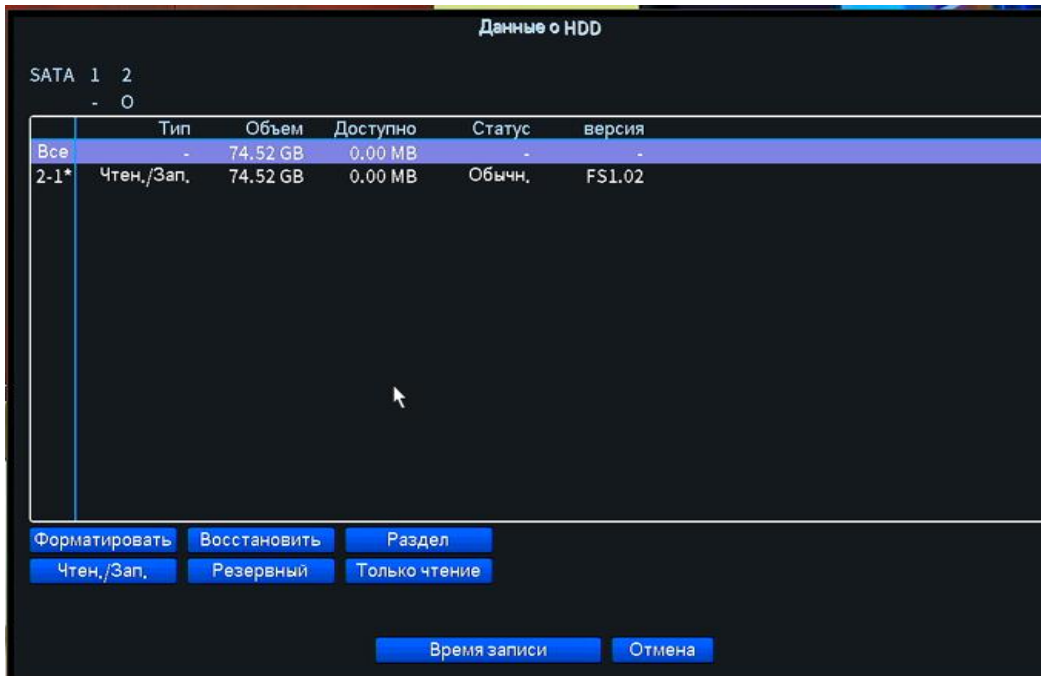 Данные о HDD
SATA 1 2
- O
Тип Объем Доступно Статус версия
Все - 74.52 GB 0.00 MB - -
2-1* Чтен./Зап. 74.52 GB 0.00 MB Обычн. FS1.02
Форматировать Восстановить Раздел
Чтен./Зап. Резервный Только чтение
Время записи Отмена